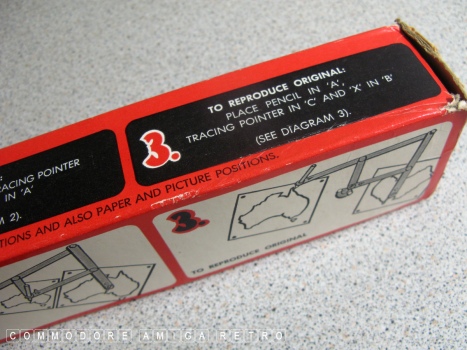 3.
TO REPRODUCE ORIGINAL:
PLACE PENCIL IN 'A',
TRACING POINTER IN 'C' AND 'X' IN 'B'
(SEE DIAGRAM 3).
TRACING POINTER
IN 'A'
2).
TIONS AND ALSO PAPER AND PICTURE POSITIONS.
3.
TO REPRODUCE ORIGINAL
COMMODORE AMIGA RETRO